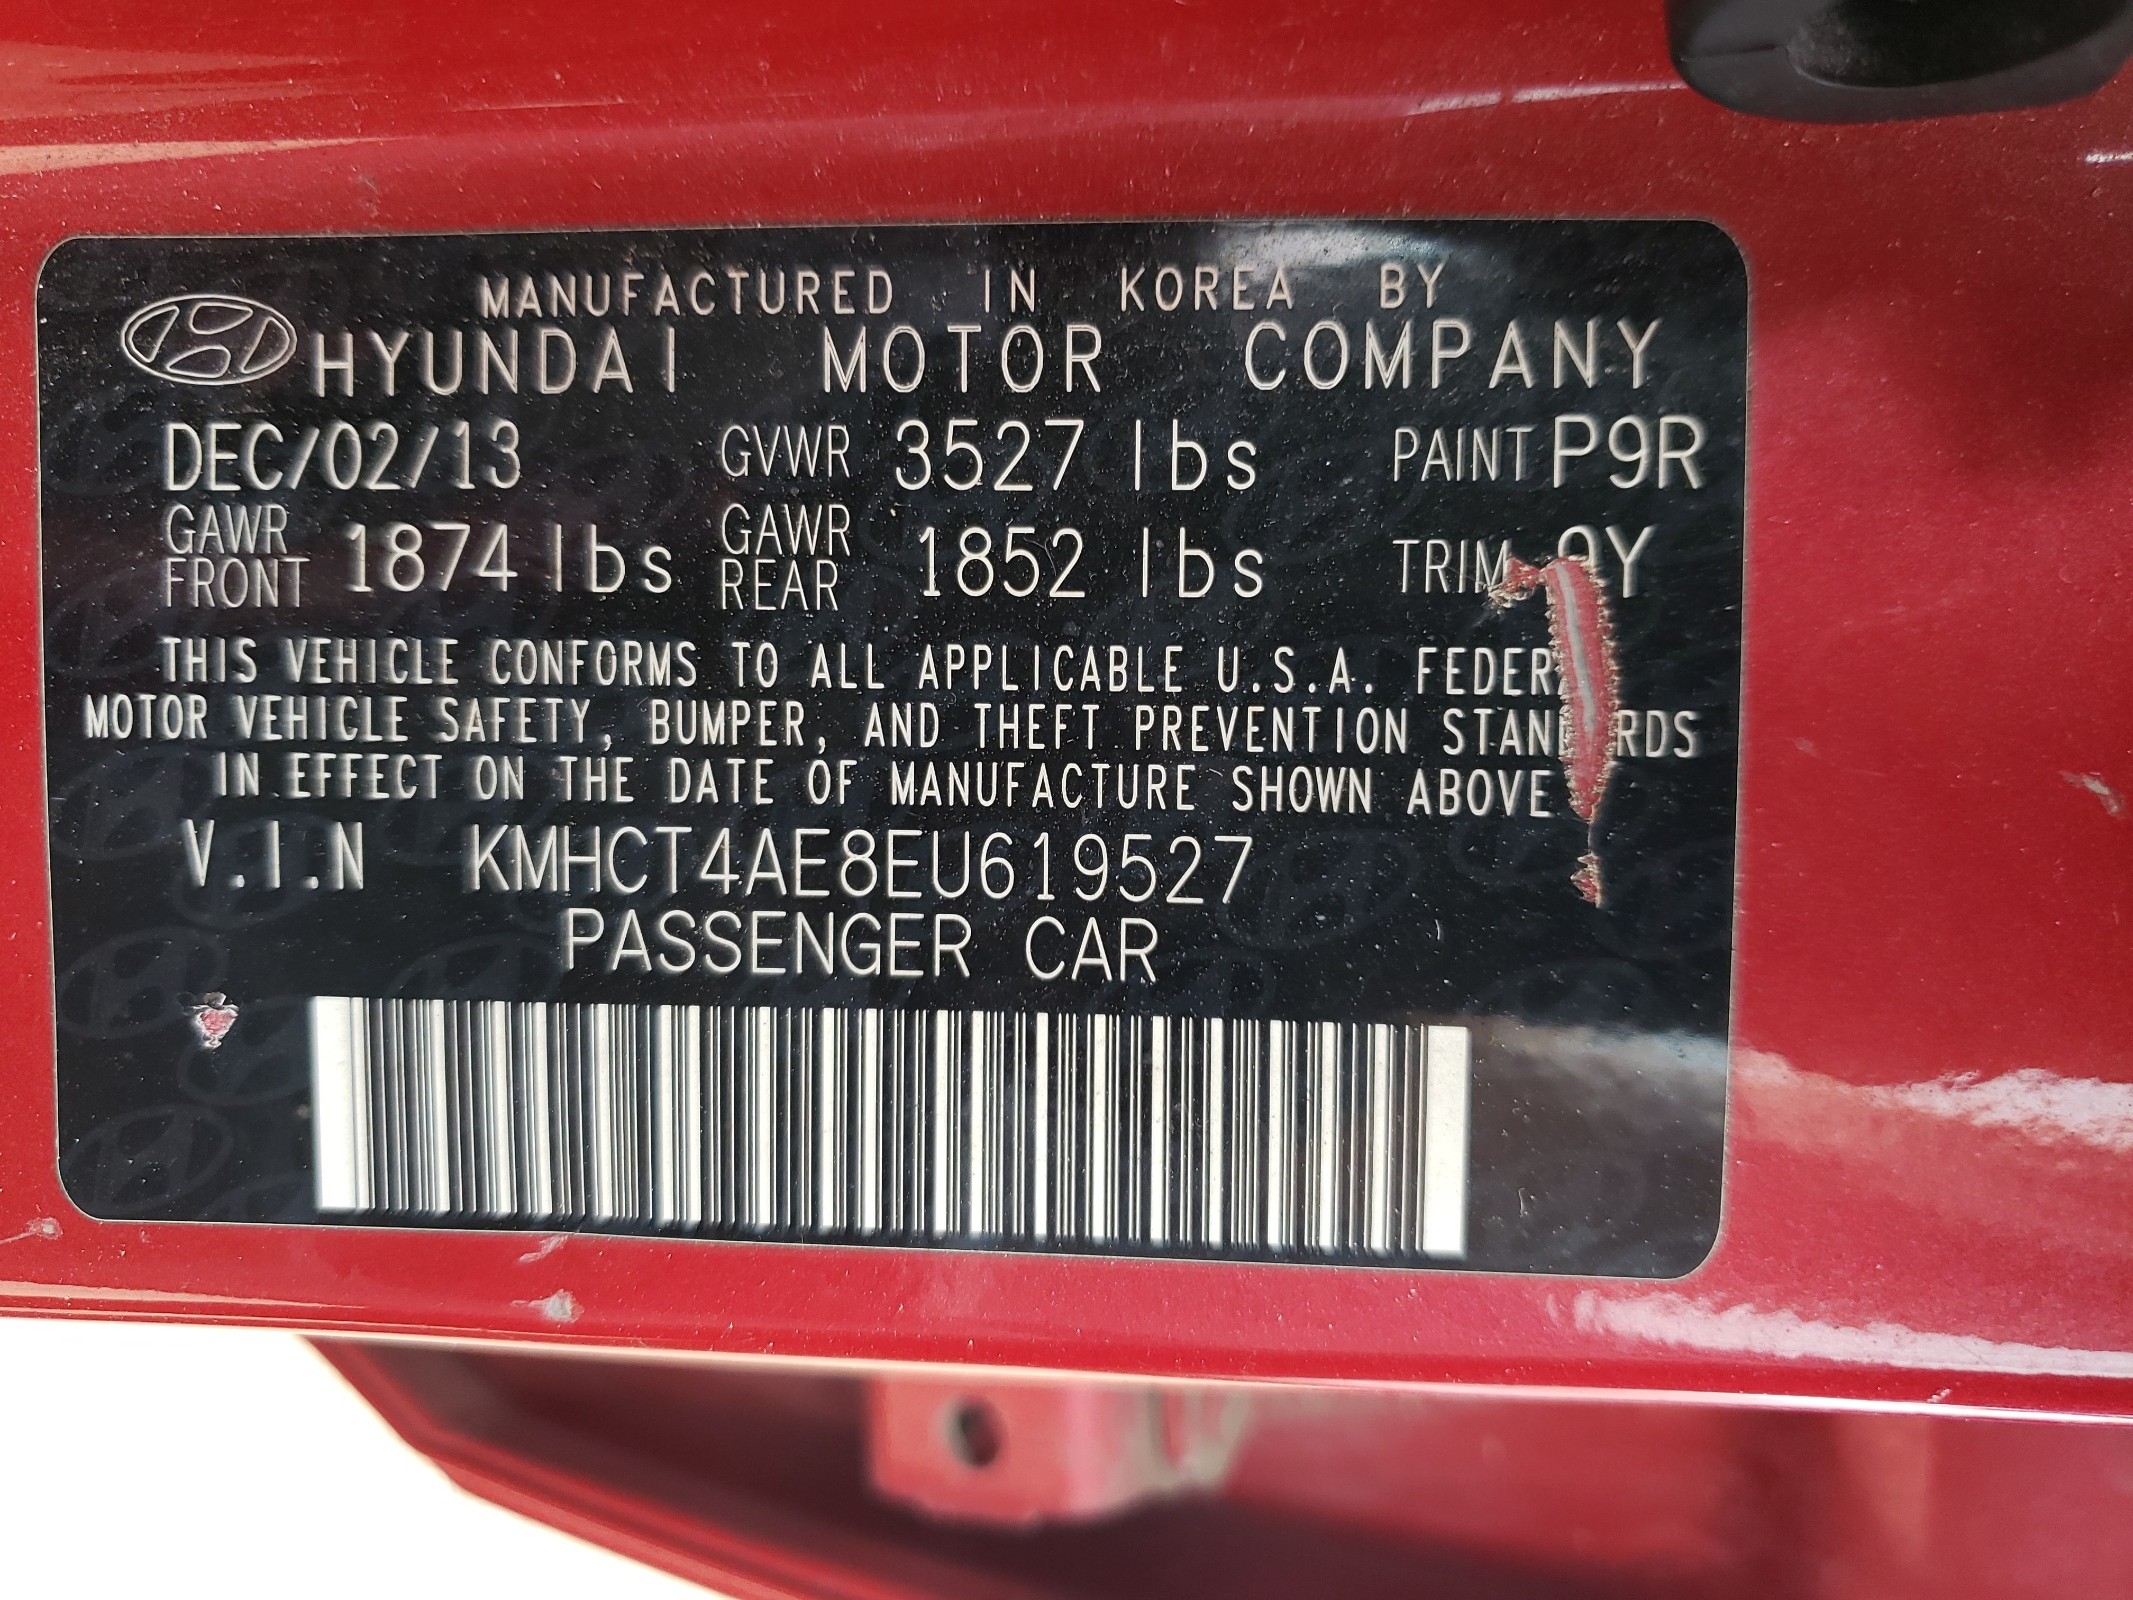 MANUFACTURED IN KOREA BY
HYUNDAI MOTOR COMPANY
DEC/02/13 GVWR 3527 lbs PAINT P9R
GAWR FRONT 1874 lbs GAWR REAR 1852 lbs TRIM
THIS VEHICLE CONFORMS TO ALL APPLICABLE U.S.A. FEDER
MOTOR VEHICLE SAFETY, BUMPER, AND THEFT PREVENTION STANDARDS
IN EFFECT ON THE DATE OF MANUFACTURE SHOWN ABOVE
V.I.N KMHCT4AE8EU619527
PASSENGER CAR